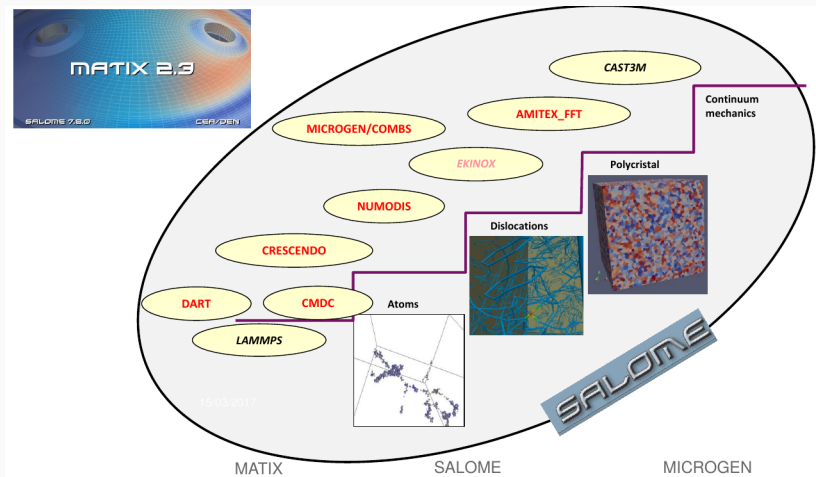 MATIX 2.3
SALOME 7.8.0
CEA/DEN
CAST3M
Continuum
mechanics
AMITEX_FFT
MICROGEN/COMBS
EKINOX
Polycristal
NUMODIS
Dislocations
CRESCENDO
DART
CMDC
Atoms
LAMMPS
SALOME
15/03/2017
MATIX
SALOME
MICROGEN